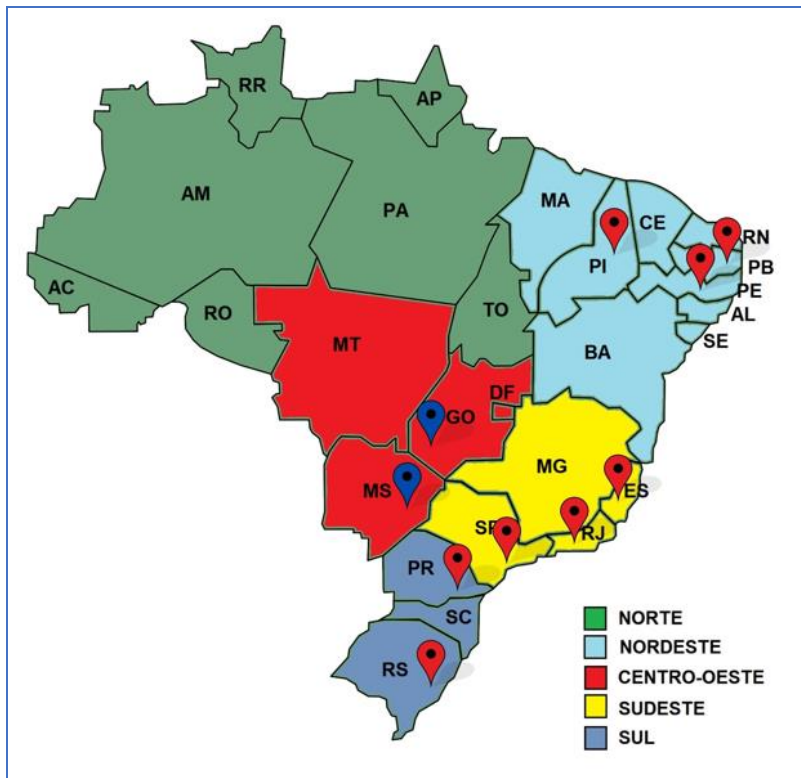 RR
AP
AM
PA
MA
CE
RN
PI
PB
AC
PE
RO
TO
AL
SE
MT
BA
DF
GO
MG
MS
ES
SP
RJ
PR
SC
RS
NORTE
NORDESTE
CENTRO-OESTE
SUDESTE
SUL